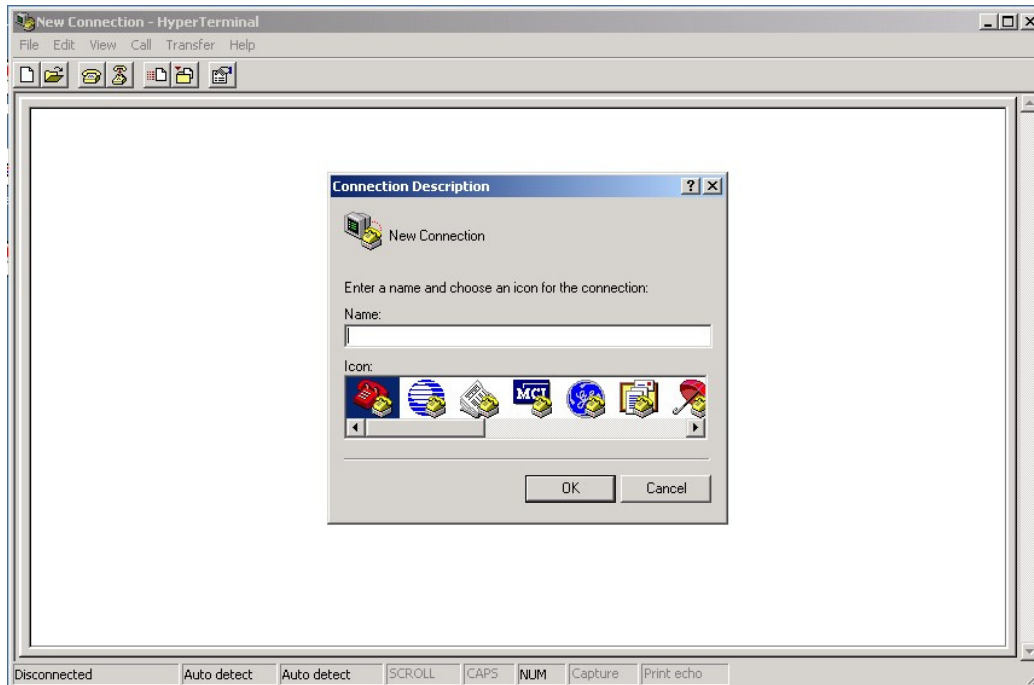 New Connection - HyperTerminal
File Edit View Call Transfer Help
Connection Description
New Connection
Enter a name and choose an icon for the connection:
Name:
Icon:
MCI
OK Cancel
Disconnected Auto detect Auto detect SCROLL CAPS NUM Capture Print echo